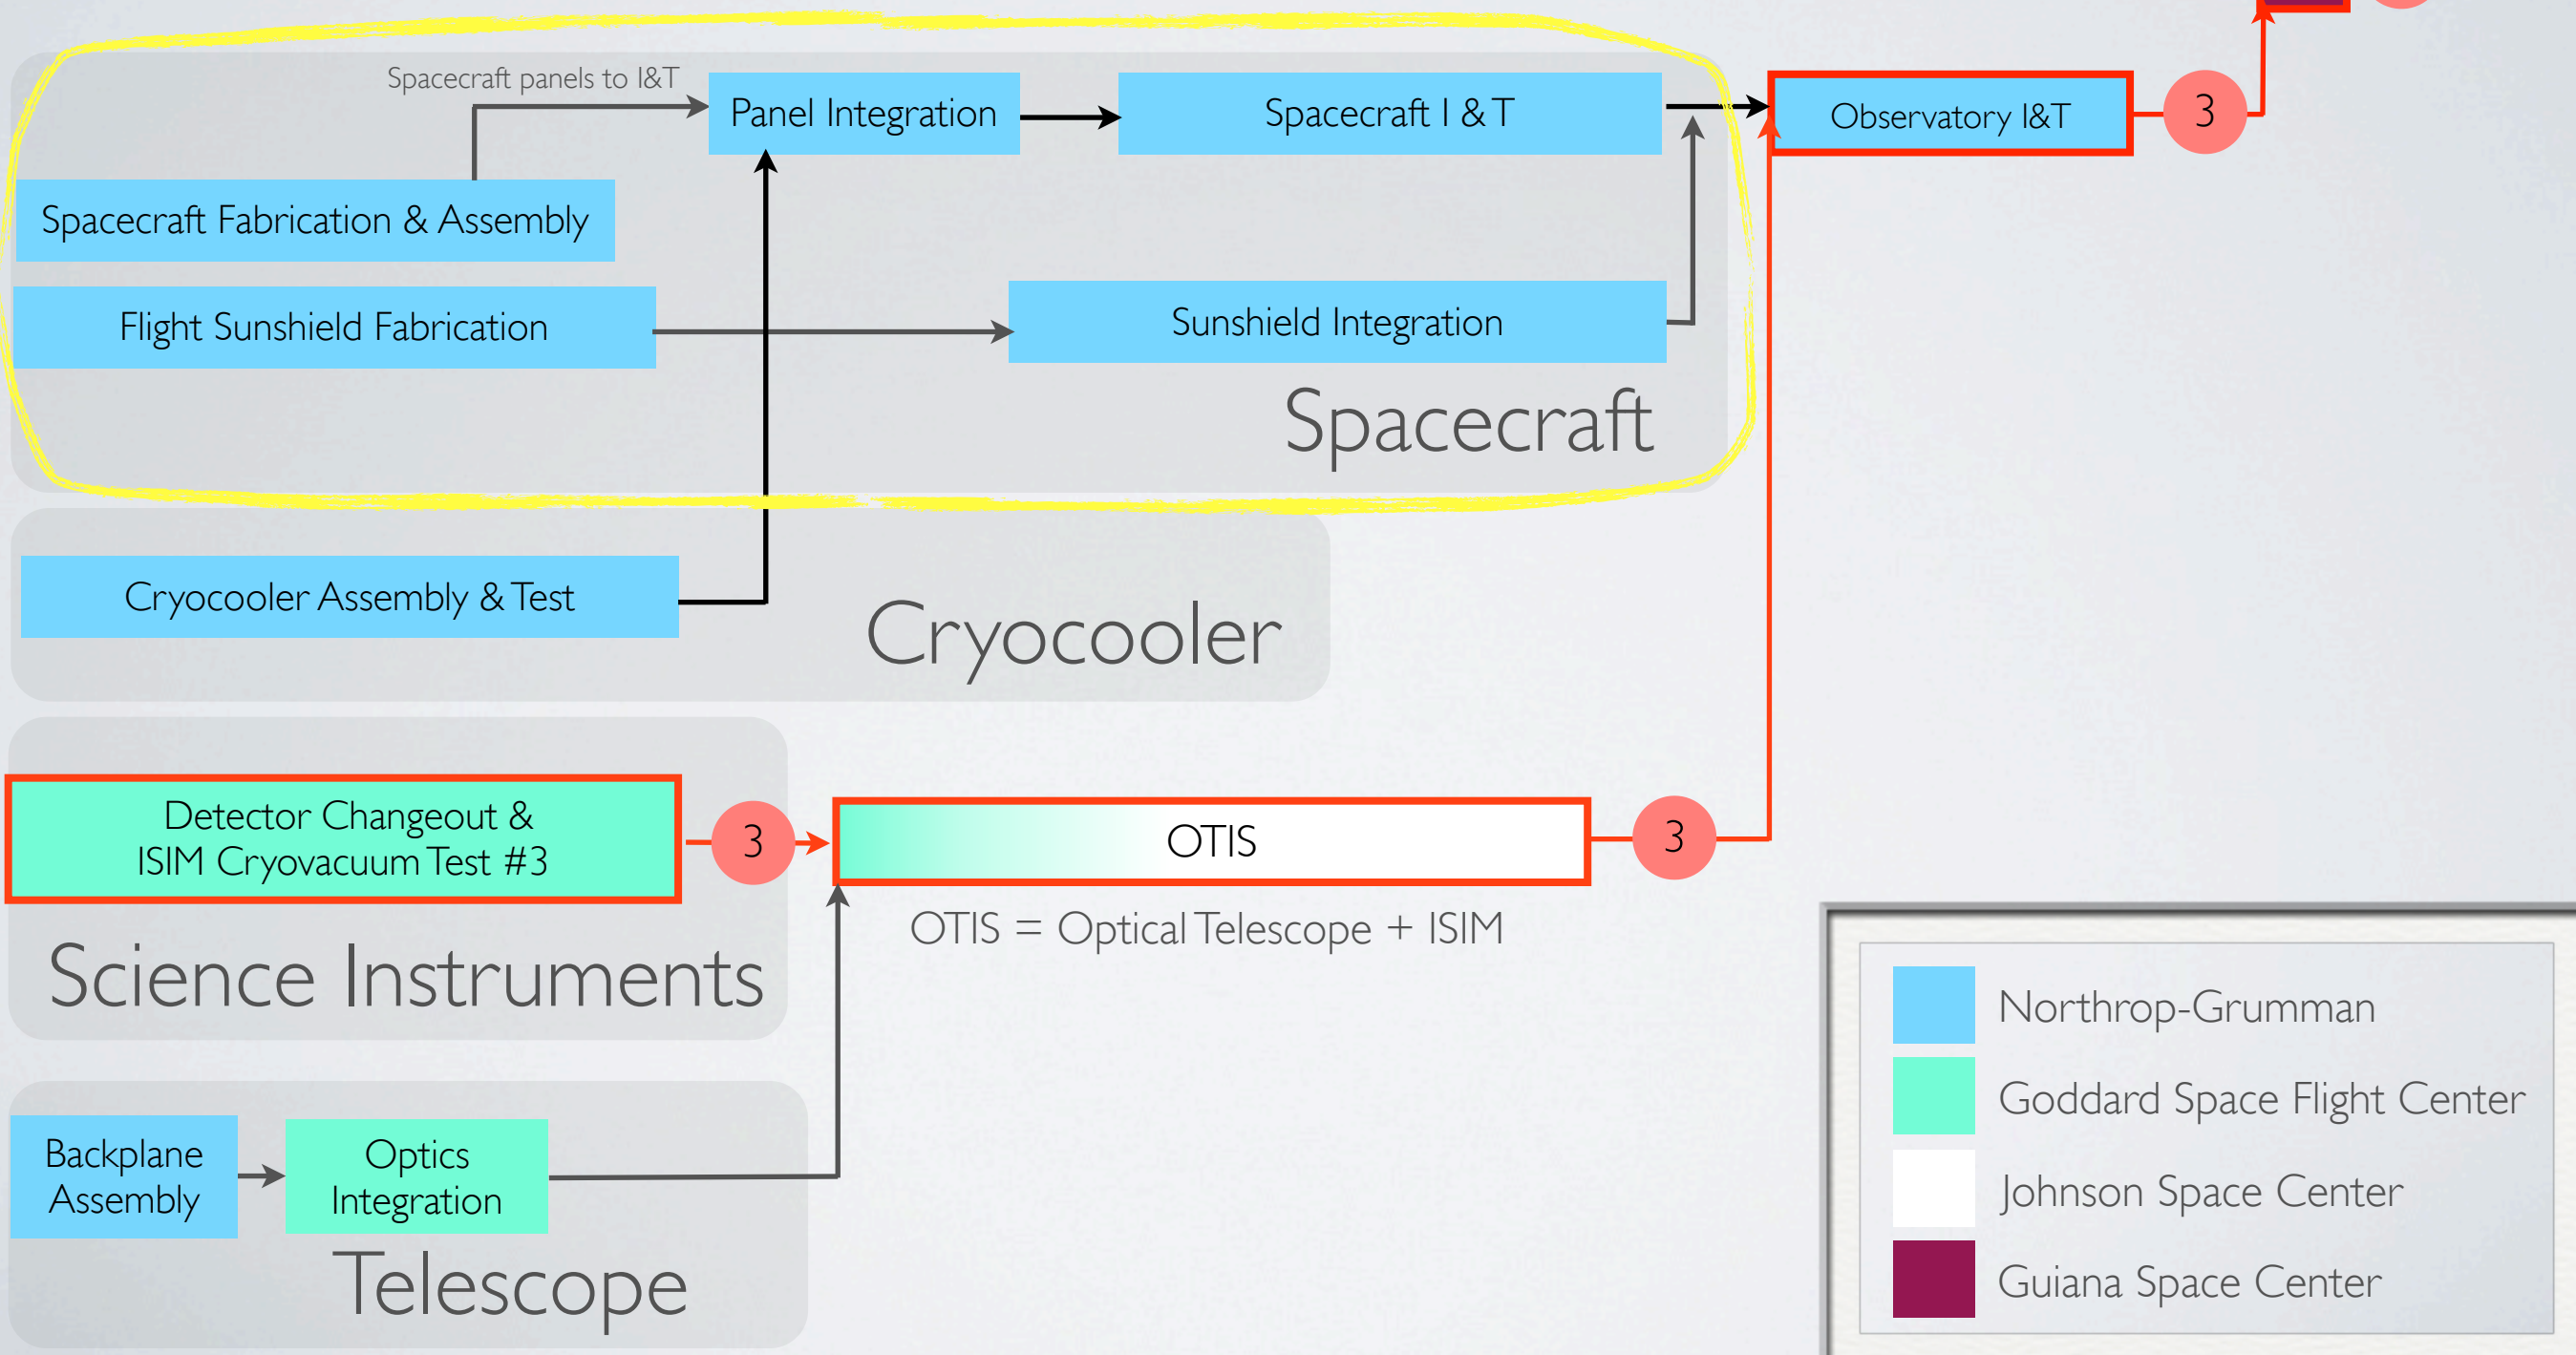 Spacecraft panels to I&T
Panel Integration
Spacecraft I & T
Observatory I&T
3
Spacecraft Fabrication & Assembly
Flight Sunshield Fabrication
Sunshield Integration
Spacecraft
Cryocooler Assembly & Test
Cryocooler
Detector Changeout &
ISIM Cryovacuum Test #3
3
OTIS
3
OTIS = Optical Telescope + ISIM
Science Instruments
Backplane
Assembly
Optics
Integration
Telescope
Northrop-Grumman
Goddard Space Flight Center
Johnson Space Center
Guiana Space Center